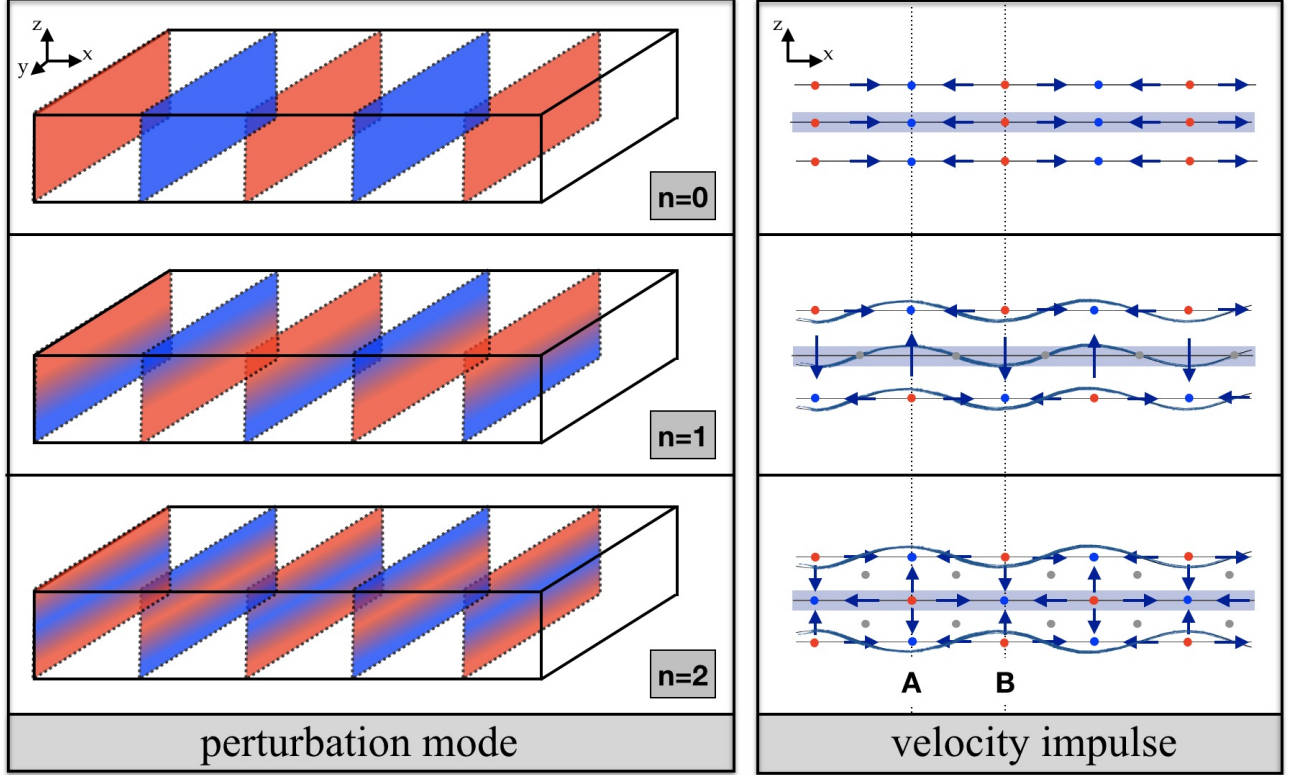 z
y
x
n=0
n=1
n=2
perturbation mode
z
x
A
B
velocity impulse